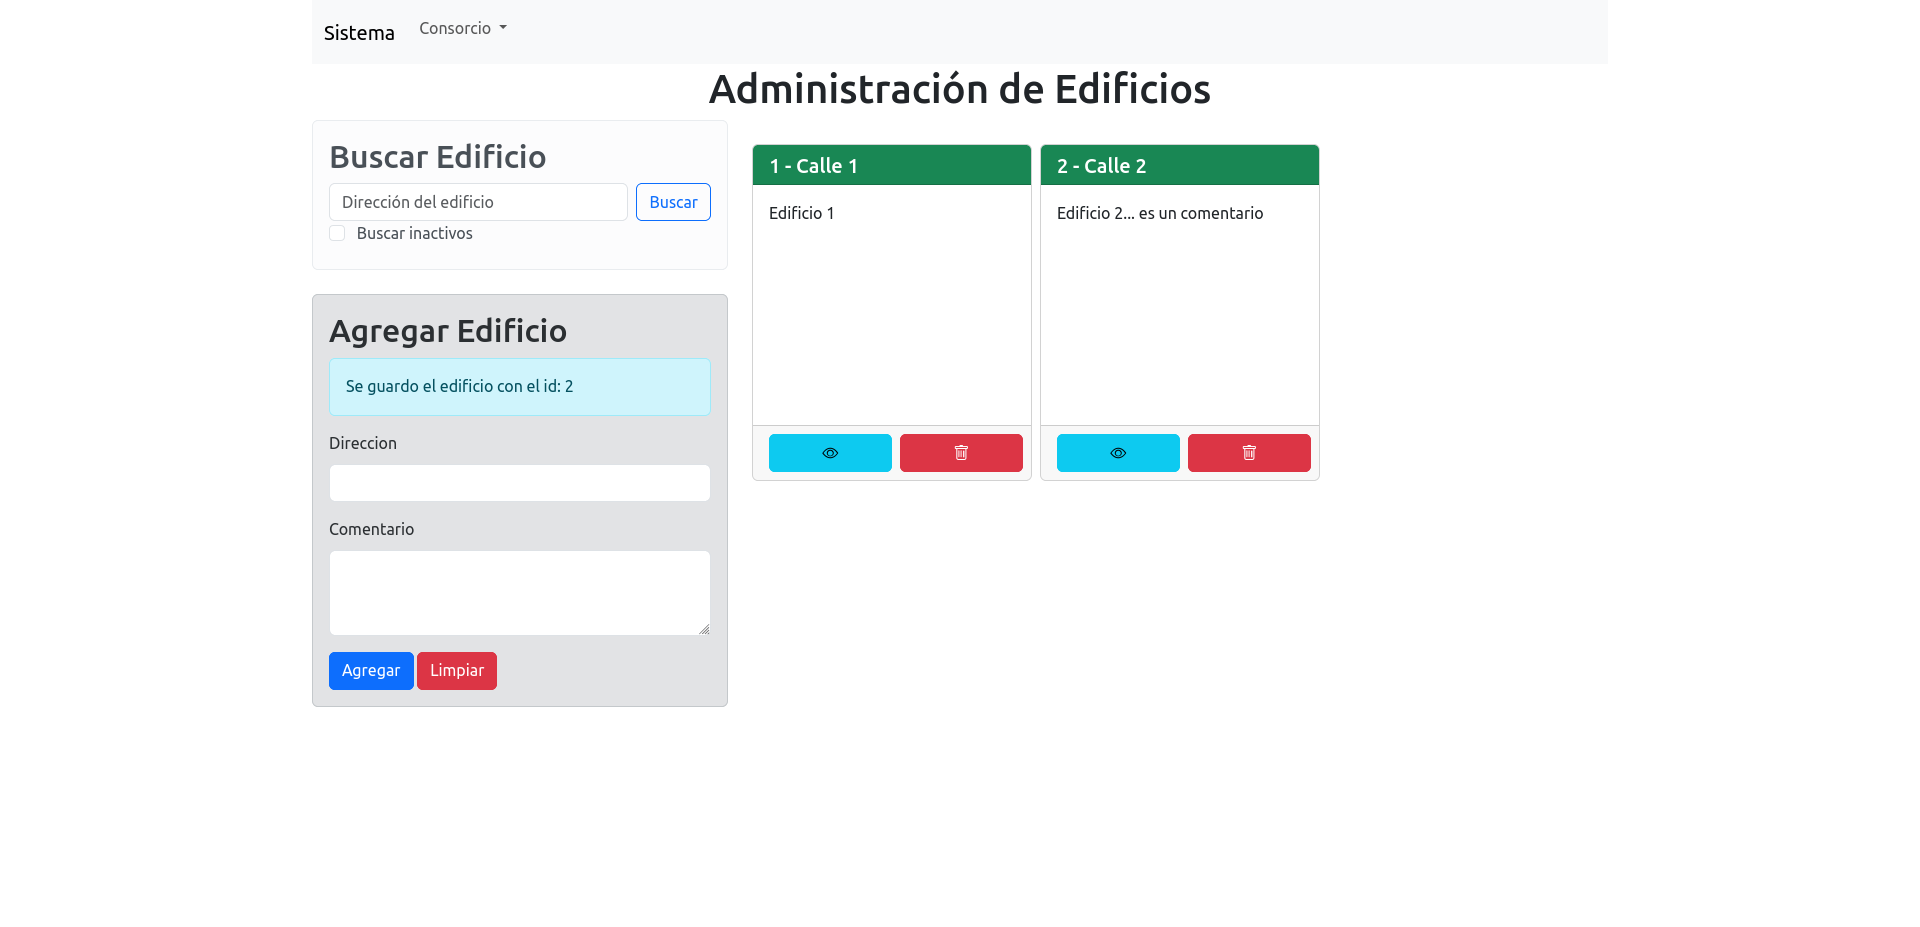 Sistema
Consorcio
Administración de Edificios
Buscar Edificio
Dirección del edificio
Buscar
Buscar inactivos
Agregar Edificio
Se guardo el edificio con el id: 2
Direccion
Comentario
Agregar
Limpiar
1 - Calle 1
Edificio 1
2 - Calle 2
Edificio 2... es un comentario